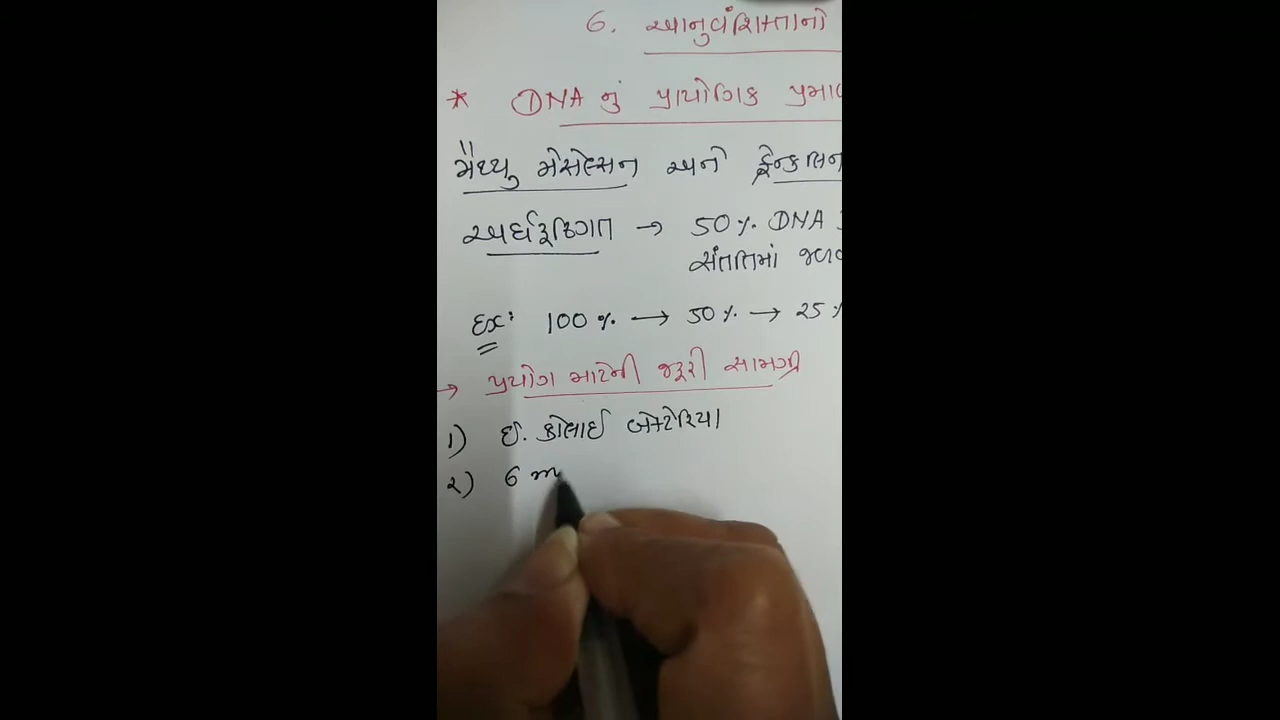 6. આનુવંશિકતાનો
* DNA નું પ્રાયોગિક
મૈથ્યુ મેસેલ્સન અને ફ્રેન્કલિન
અર્ધરૂઢિગત → 50% DNA
સંતતિમાં
Ex: 100% → 50% → 25%
→ પ્રયોગ માટેની જરૂરી સામગ્રી
1) ઈ. કોલાઈ બેક્ટેરિયા
2) 6 m